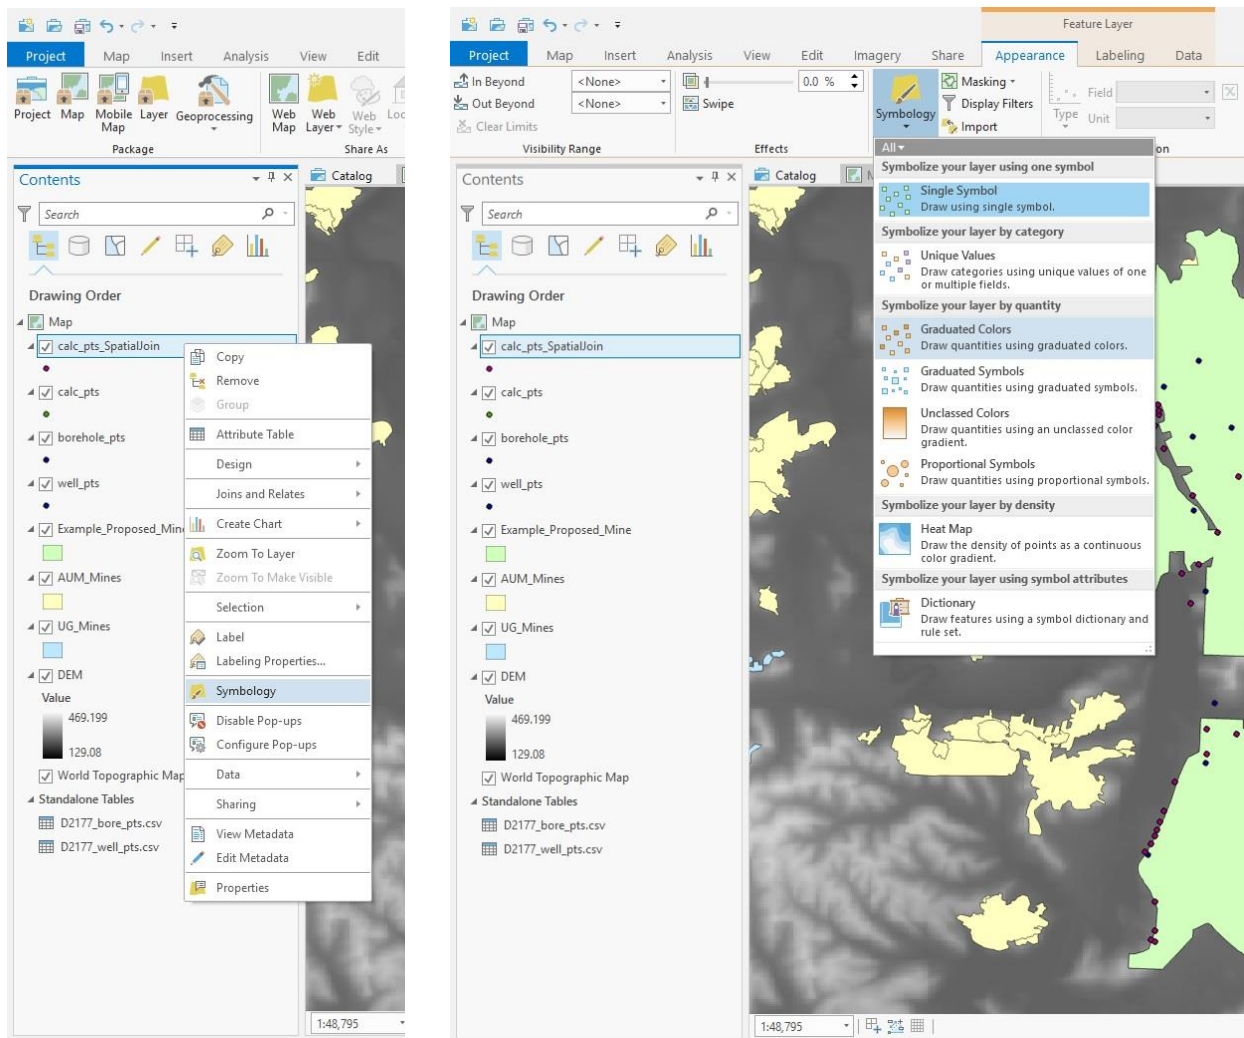 Project Map Insert Analysis View Edit
Project Map Mobile Map Layer Geoprocessing Web Map Web Layer Web Style
Package Share As
Contents
Catalog
Search
Drawing Order
Map
calc_pts_SpatialJoin
calc_pts
borehole_pts
well_pts
Example_Proposed_Mine
AUM_Mines
UG_Mines
DEM
Value
469.199
129.08
World Topographic Map
Standalone Tables
D2177_bore_pts.csv
D2177_well_pts.csv
Copy
Remove
Group
Attribute Table
Design
Joins and Relates
Create Chart
Zoom To Layer
Zoom To Make Visible
Selection
Label
Labeling Properties...
Symbology
Disable Pop-ups
Configure Pop-ups
Data
Sharing
View Metadata
Edit Metadata
Properties
1:48,795
Feature Layer
Project Map Insert Analysis View Edit Imagery Share Appearance Labeling Data
In Beyond <None>
Out Beyond <None>
Clear Limits
Visibility Range
0.0 %
Swipe
Effects
Symbology
Masking
Display Filters
Import
Type
Field
Unit
on
Contents
Catalog
Search
Drawing Order
Map
calc_pts_SpatialJoin
calc_pts
borehole_pts
well_pts
Example_Proposed_Mine
AUM_Mines
UG_Mines
DEM
Value
469.199
129.08
World Topographic Map
Standalone Tables
D2177_bore_pts.csv
D2177_well_pts.csv
All
Symbolize your layer using one symbol
Single Symbol
Draw using single symbol.
Symbolize your layer by category
Unique Values
Draw categories using unique values of one
or multiple fields.
Symbolize your layer by quantity
Graduated Colors
Draw quantities using graduated colors.
Graduated Symbols
Draw quantities using graduated symbols.
Unclassed Colors
Draw quantities using an unclassed color
gradient.
Proportional Symbols
Draw quantities using proportional symbols.
Symbolize your layer by density
Heat Map
Draw the density of points as a continuous
color gradient.
Symbolize your layer using symbol attributes
Dictionary
Draw features using a symbol dictionary and
rule set.
1:48,795